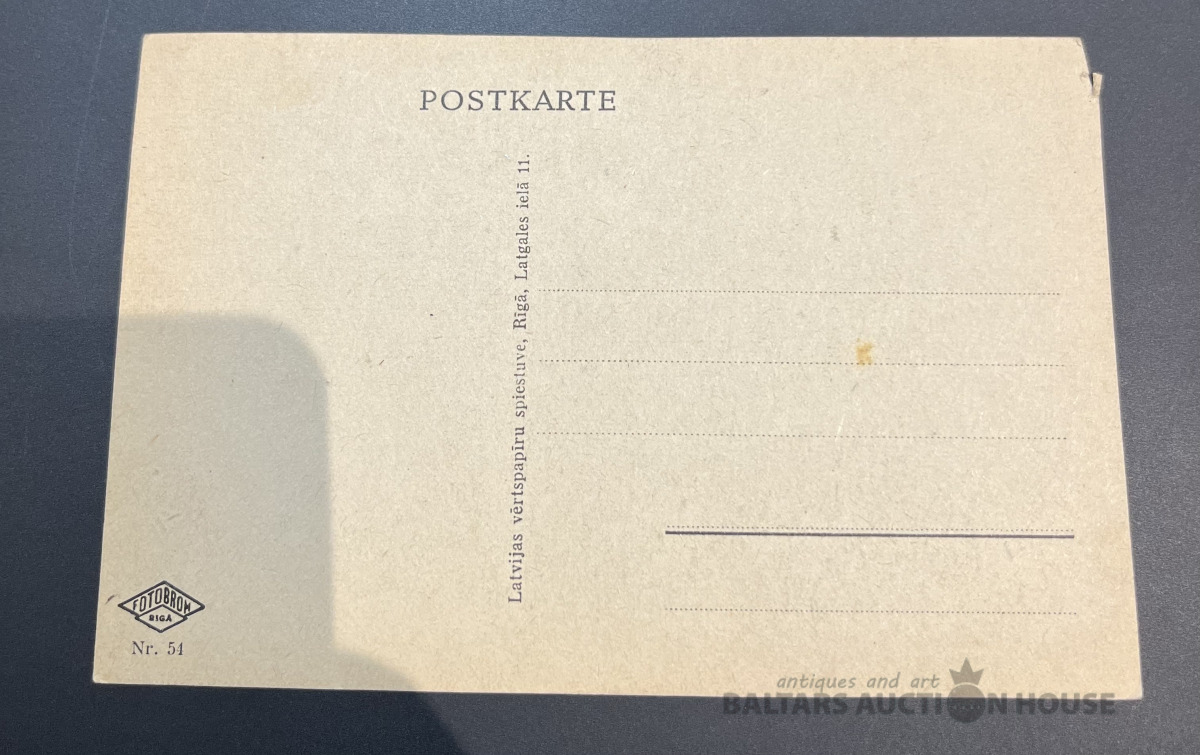 POSTKARTE
Latvijas vērtspapīru spiestuve, Rīgā, Latgales ielā 11.
FOTOBROM
RIGA
Nr. 54
antiques and art
BALTARS AUCTION HOUSE